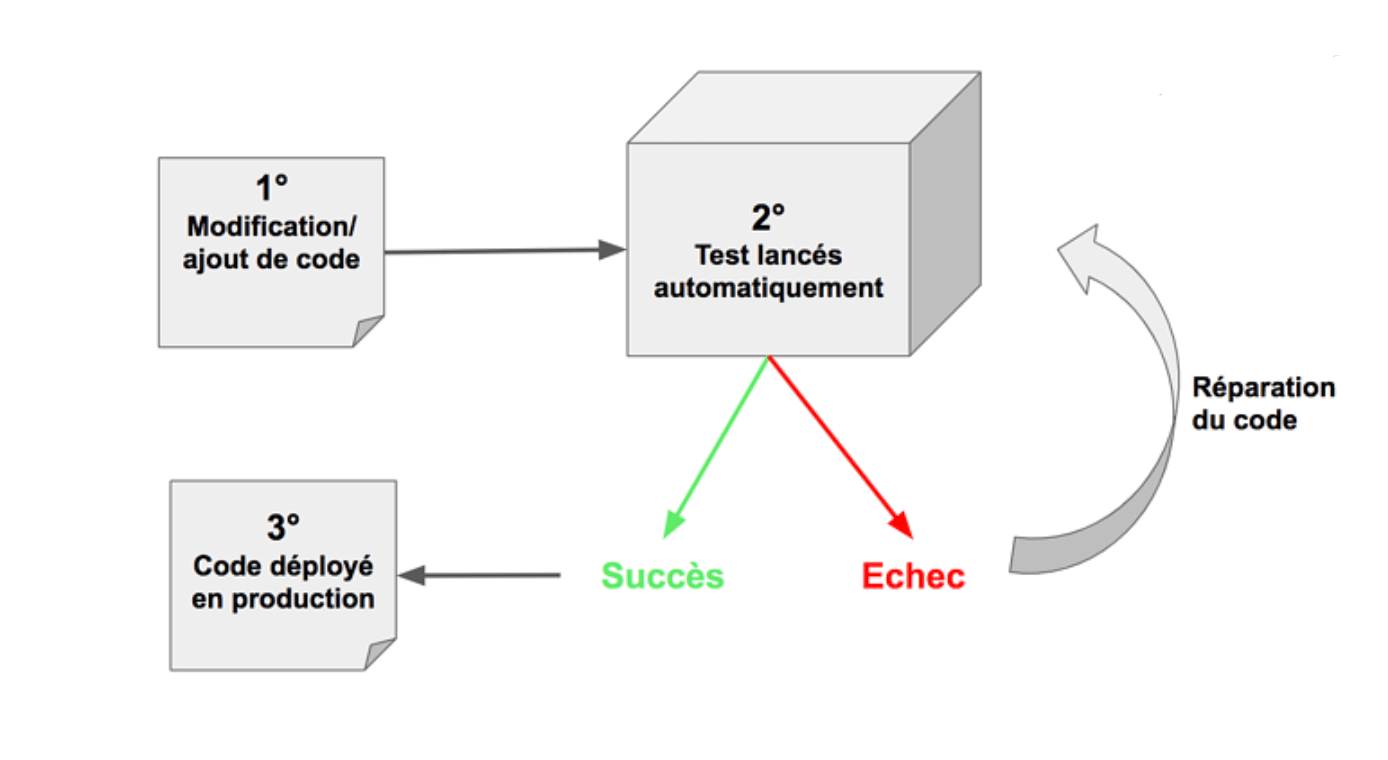 1°
Modification/
ajout de code
2°
Test lancés
automatiquement
Réparation
du code
Succès
Echec
3°
Code déployé
en production